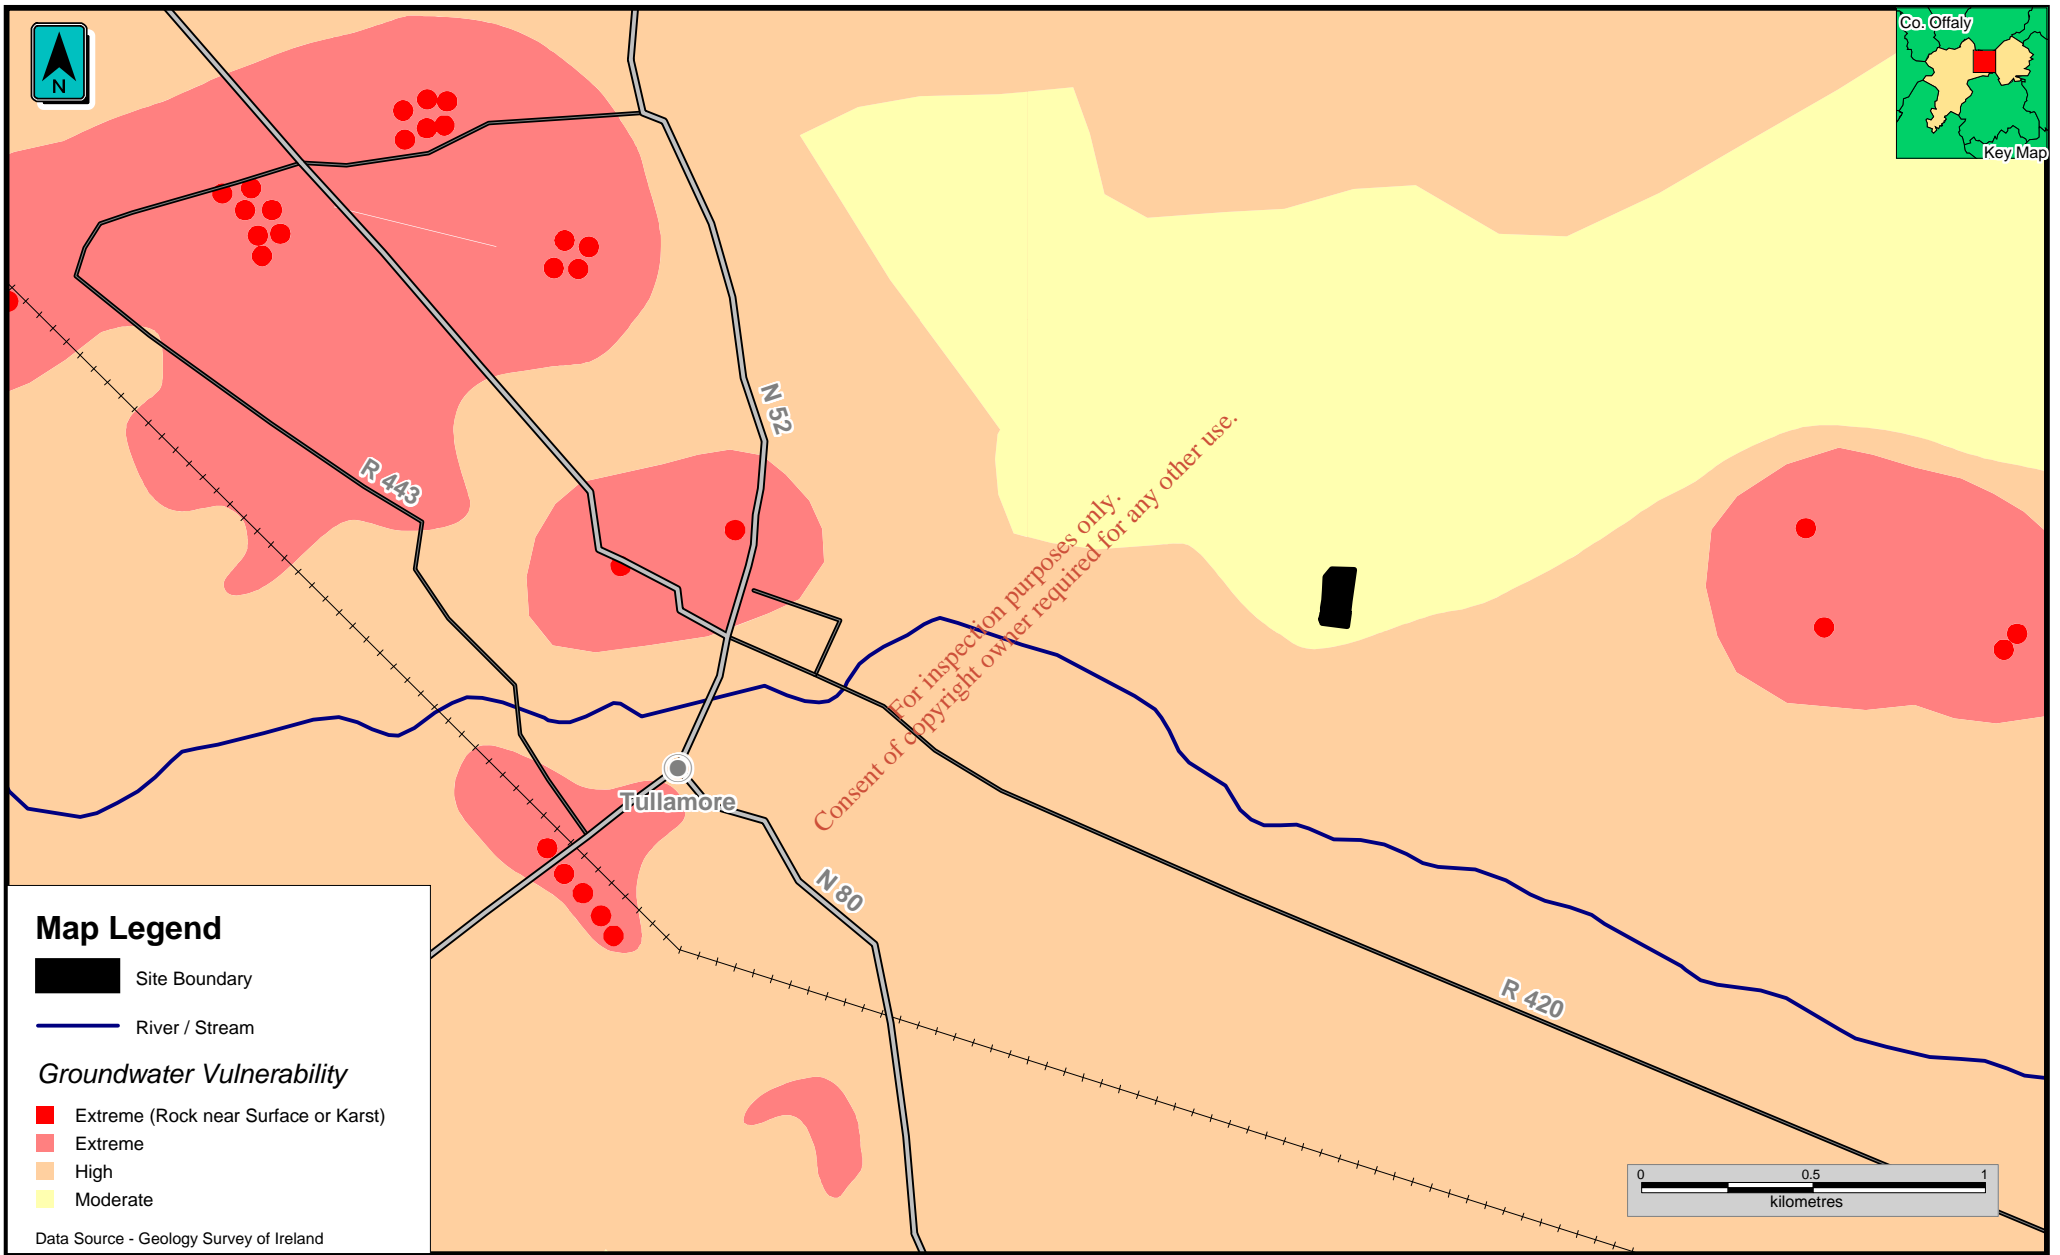 N
Co. Offaly
Key Map
N 52
R 443
For inspection purposes only.
Consent of copyright owner required for any other use.
Tullamore
N 80
R 420
Map Legend
Site Boundary
River / Stream
Groundwater Vulnerability
Extreme (Rock near Surface or Karst)
Extreme
High
Moderate
Data Source - Geology Survey of Ireland
0 0.5 1
kilometres